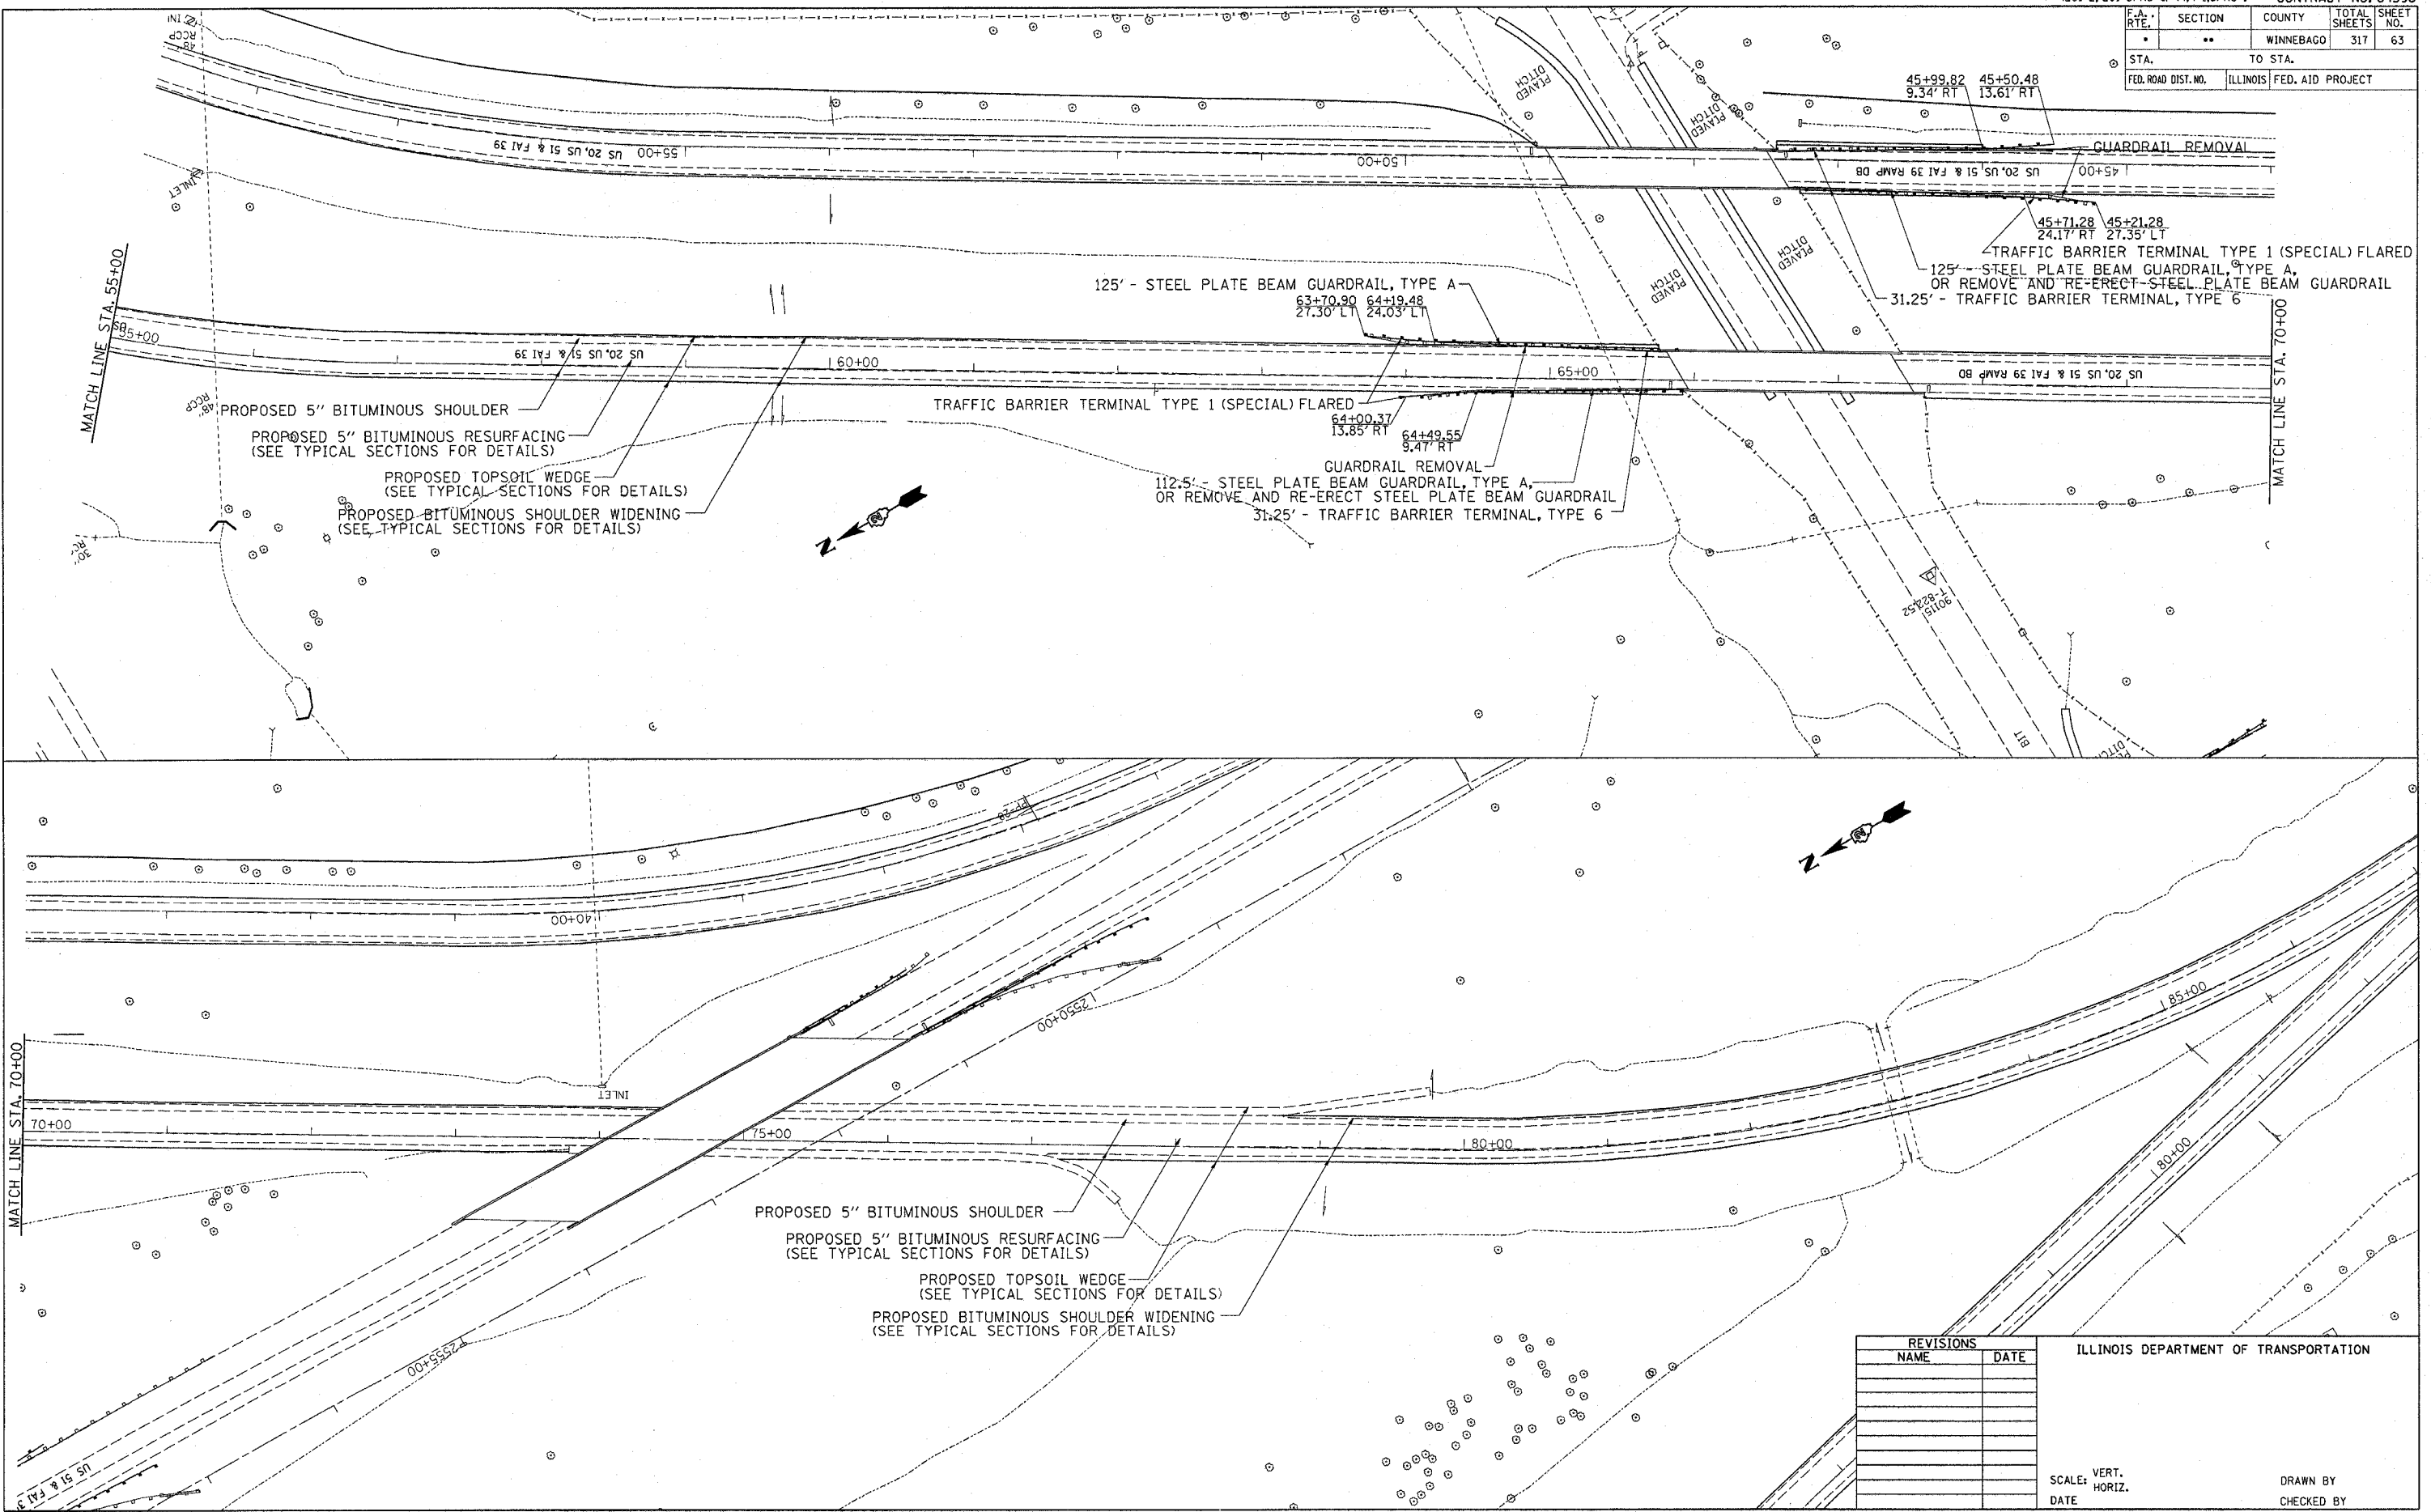 F.A. RTE. SECTION COUNTY TOTAL SHEETS SHEET NO.
• •• WINNEBAGO 317 63
STA. TO STA.
FED. ROAD DIST. NO. ILLINOIS FED. AID PROJECT
48" RCCP
INLET
US 20, US 51 & FAI 39
55+00
50+00
PLAVED DITCH
PLAVED DITCH
PLAVED DITCH
PLAVED DITCH
PLAVED DITCH
45+99.82 45+50.48
9.34' RT 13.61' RT
GUARDRAIL REMOVAL
US 20, US 51 & FAI 39 RAMP DB
45+00
45+71.28 45+21.28
24.17' RT 27.35' LT
TRAFFIC BARRIER TERMINAL TYPE 1 (SPECIAL) FLARED
125' - STEEL PLATE BEAM GUARDRAIL, TYPE A,
OR REMOVE AND RE-ERECT STEEL PLATE BEAM GUARDRAIL
31.25' - TRAFFIC BARRIER TERMINAL, TYPE 6
MATCH LINE STA. 55+00
55+00
48" RCCP
US 20, US 51 & FAI 39
60+00
125' - STEEL PLATE BEAM GUARDRAIL, TYPE A
63+70.90 64+19.48
27.30' LT 24.03' LT
65+00
US 20, US 51 & FAI 39 RAMP BD
MATCH LINE STA. 70+00
PROPOSED 5" BITUMINOUS SHOULDER
PROPOSED 5" BITUMINOUS RESURFACING
(SEE TYPICAL SECTIONS FOR DETAILS)
PROPOSED TOPSOIL WEDGE
(SEE TYPICAL SECTIONS FOR DETAILS)
PROPOSED BITUMINOUS SHOULDER WIDENING
(SEE TYPICAL SECTIONS FOR DETAILS)
TRAFFIC BARRIER TERMINAL TYPE 1 (SPECIAL) FLARED
64+00.37
13.85' RT
64+49.55
9.47' RT
GUARDRAIL REMOVAL
112.5' - STEEL PLATE BEAM GUARDRAIL, TYPE A,
OR REMOVE AND RE-ERECT STEEL PLATE BEAM GUARDRAIL
31.25' - TRAFFIC BARRIER TERMINAL, TYPE 6
N
BIT
N
40+00
2550+00
85+00
MATCH LINE STA. 70+00
70+00
INLET
75+00
80+00
80+00
PROPOSED 5" BITUMINOUS SHOULDER
PROPOSED 5" BITUMINOUS RESURFACING
(SEE TYPICAL SECTIONS FOR DETAILS)
PROPOSED TOPSOIL WEDGE
(SEE TYPICAL SECTIONS FOR DETAILS)
PROPOSED BITUMINOUS SHOULDER WIDENING
(SEE TYPICAL SECTIONS FOR DETAILS)
2555+00
US 51 & FAI
REVISIONS
NAME DATE
ILLINOIS DEPARTMENT OF TRANSPORTATION
SCALE: VERT.
HORIZ.
DATE
DRAWN BY
CHECKED BY